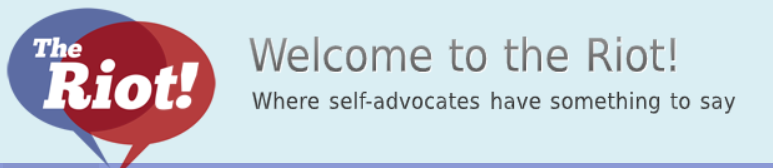 The
Riot!
Welcome to the Riot!
Where self-advocates have something to say